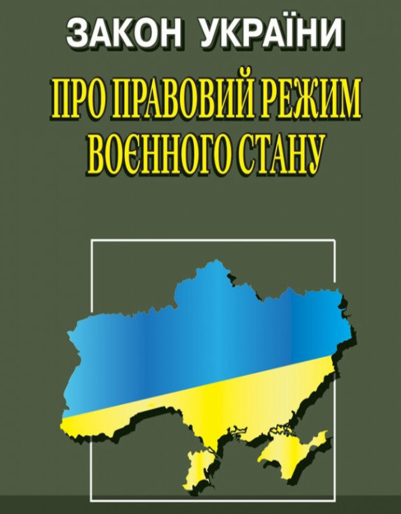 ЗАКОН УКРАЇНИ
ПРО ПРАВОВИЙ РЕЖИМ
ВОЄННОГО СТАНУ